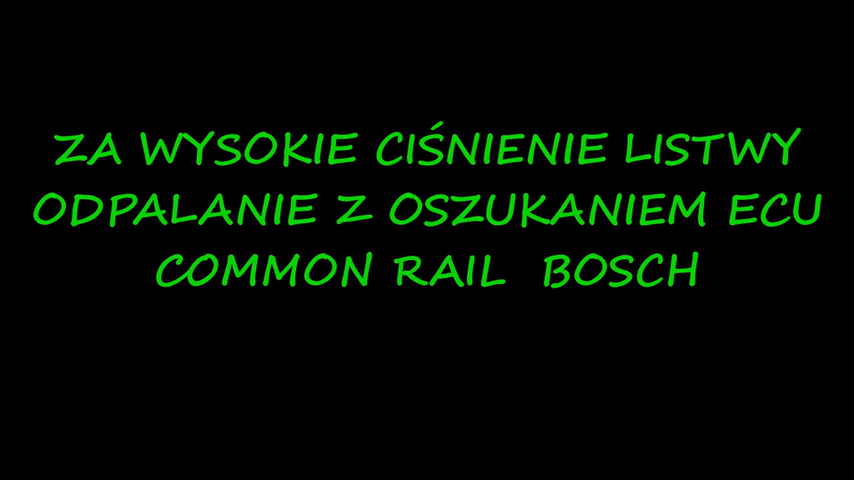 ZA WYSOKIE CIŚNIENIE LISTWY
ODPALANIE Z OSZUKANIEM ECU
COMMON RAIL BOSCH